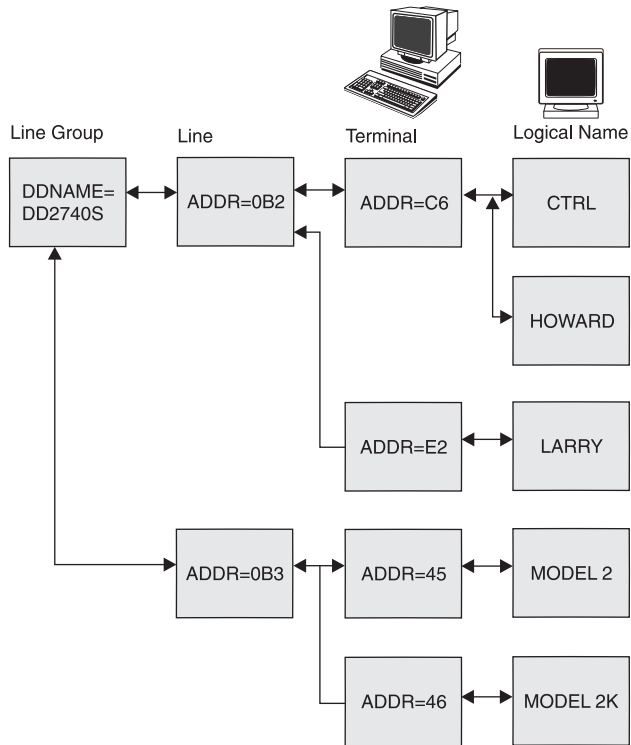 Line Group
Line
Terminal
Logical Name
DDNAME=
DD2740S
ADDR=0B2
ADDR=C6
CTRL
HOWARD
ADDR=E2
LARRY
ADDR=0B3
ADDR=45
MODEL 2
ADDR=46
MODEL 2K